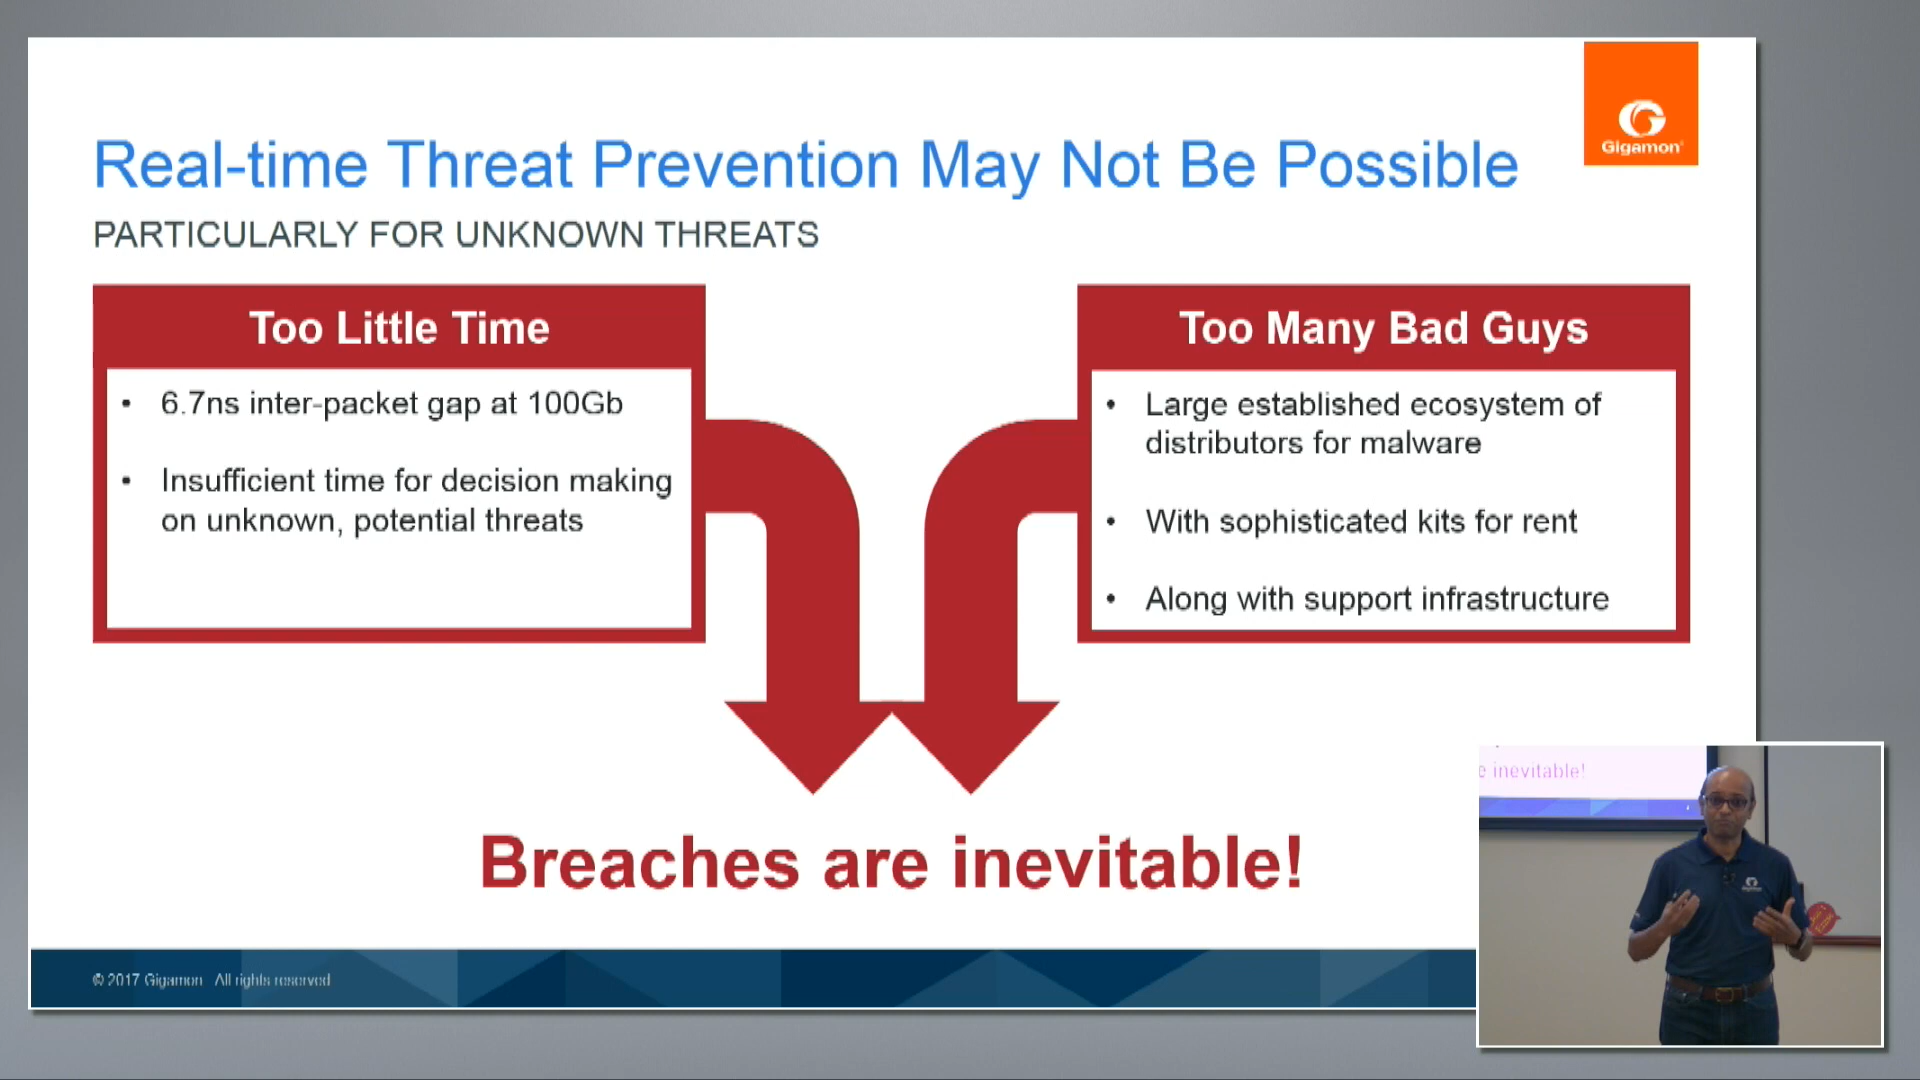 Gigamon®
Real-time Threat Prevention May Not Be Possible
PARTICULARLY FOR UNKNOWN THREATS
Too Little Time
• 6.7ns inter-packet gap at 100Gb
• Insufficient time for decision making
on unknown, potential threats
Too Many Bad Guys
• Large established ecosystem of
distributors for malware
• With sophisticated kits for rent
• Along with support infrastructure
Breaches are inevitable!
© 2017 Gigamon All rights reserved
inevitable!
Gigamon